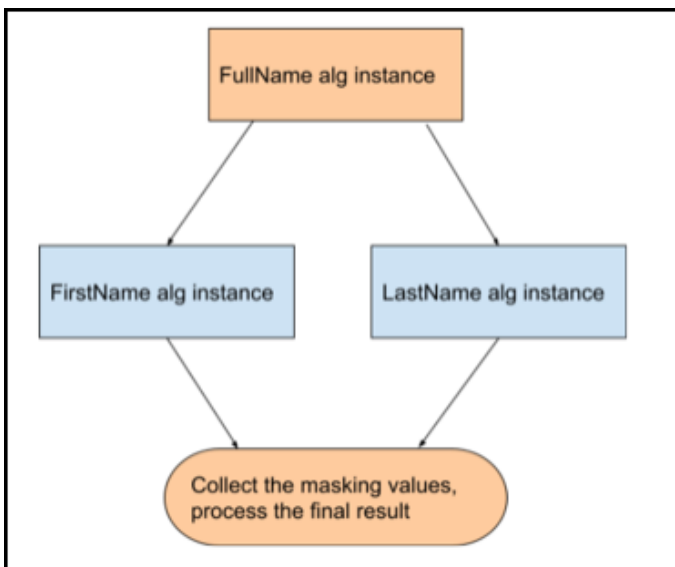 FullName alg instance
FirstName alg instance
LastName alg instance
Collect the masking values,
process the final result